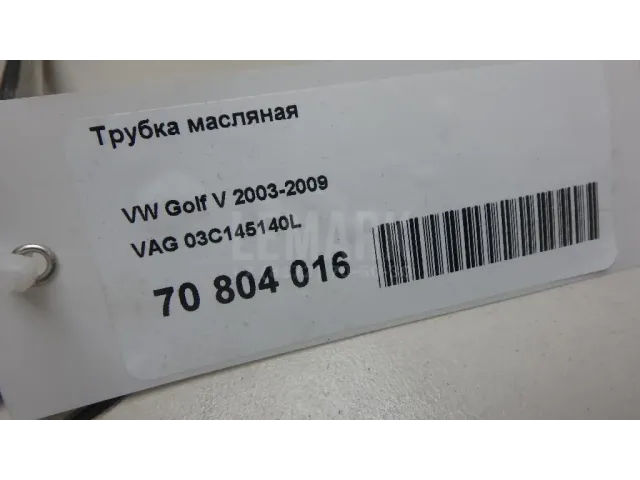 Трубка масляная
VW Golf V 2003-2009
VAG 03C145140L
70 804 016